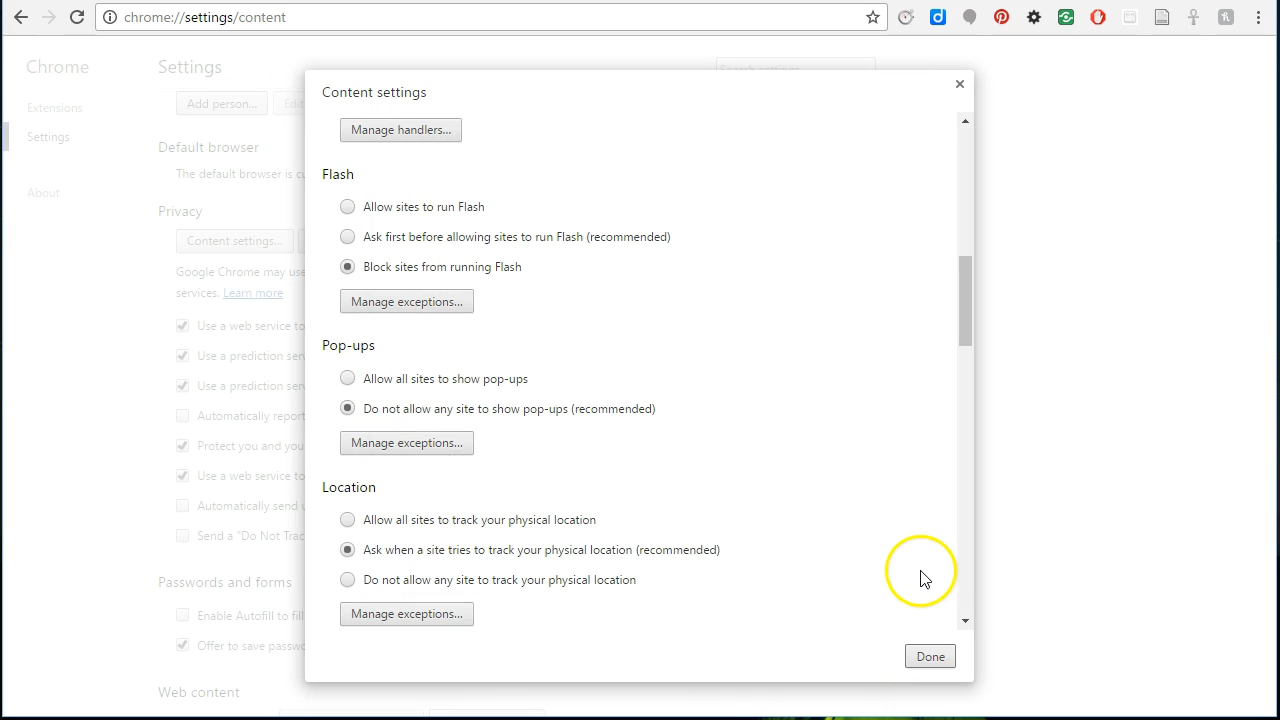 chrome://settings/content
Chrome
Settings
Search settings
Extensions
Add person...
Edit
Settings
Default browser
The default browser is cu
About
Privacy
Content settings...
Google Chrome may use
services. Learn more
Use a web service to
Use a prediction serv
Use a prediction serv
Automatically report
Protect you and you
Use a web service to
Automatically send u
Send a "Do Not Trac
Passwords and forms
Enable Autofill to fill
Offer to save passwo
Web content
Content settings
Manage handlers...
Flash
Allow sites to run Flash
Ask first before allowing sites to run Flash (recommended)
Block sites from running Flash
Manage exceptions...
Pop-ups
Allow all sites to show pop-ups
Do not allow any site to show pop-ups (recommended)
Manage exceptions...
Location
Allow all sites to track your physical location
Ask when a site tries to track your physical location (recommended)
Do not allow any site to track your physical location
Manage exceptions...
Done